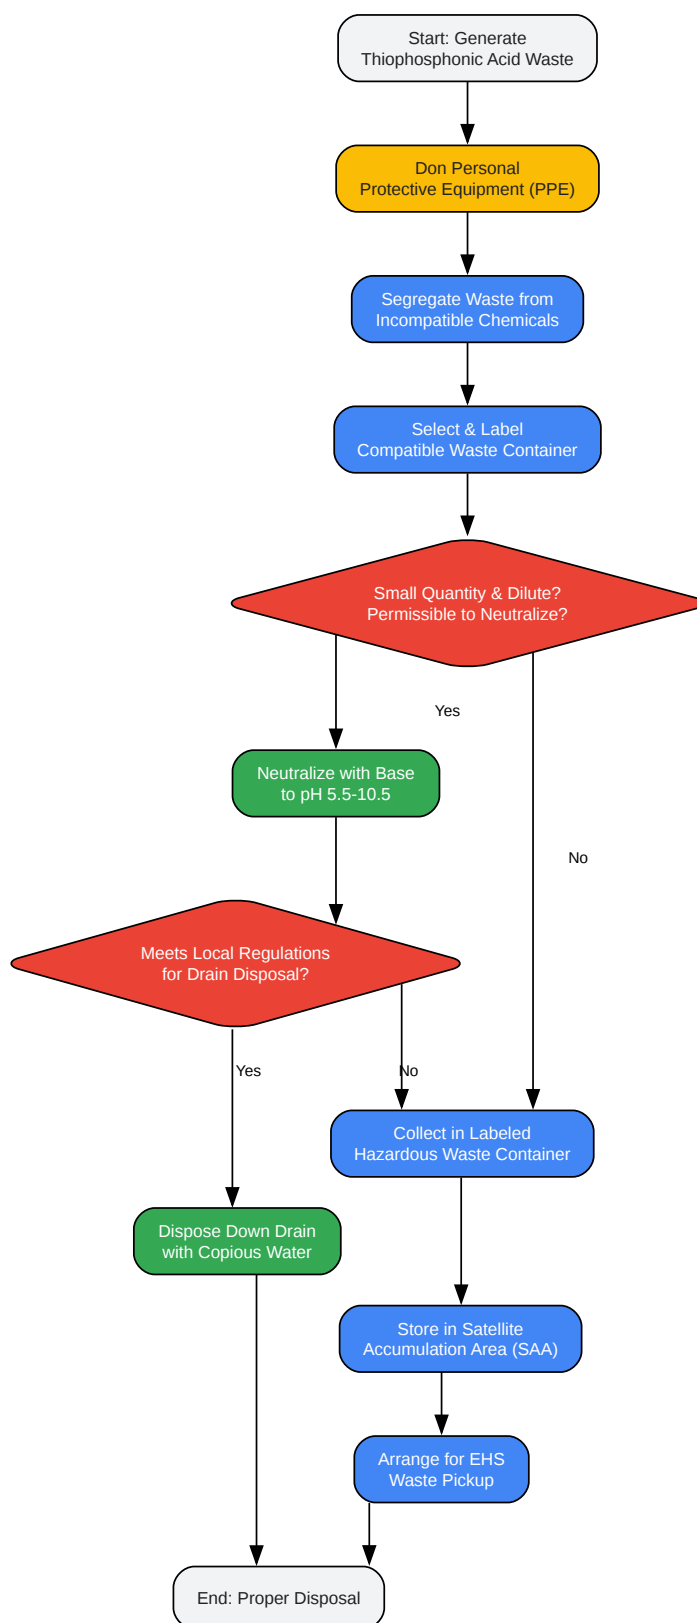 Start: Generate
Thiophosphonic Acid Waste
Don Personal
Protective Equipment (PPE)
Segregate Waste from
Incompatible Chemicals
Select & Label
Compatible Waste Container
Small Quantity & Dilute?
Permissible to Neutralize?
Yes
Neutralize with Base
to pH 5.5-10.5
No
Meets Local Regulations
for Drain Disposal?
Yes
No
Collect in Labeled
Hazardous Waste Container
Dispose Down Drain
with Copious Water
Store in Satellite
Accumulation Area (SAA)
Arrange for EHS
Waste Pickup
End: Proper Disposal